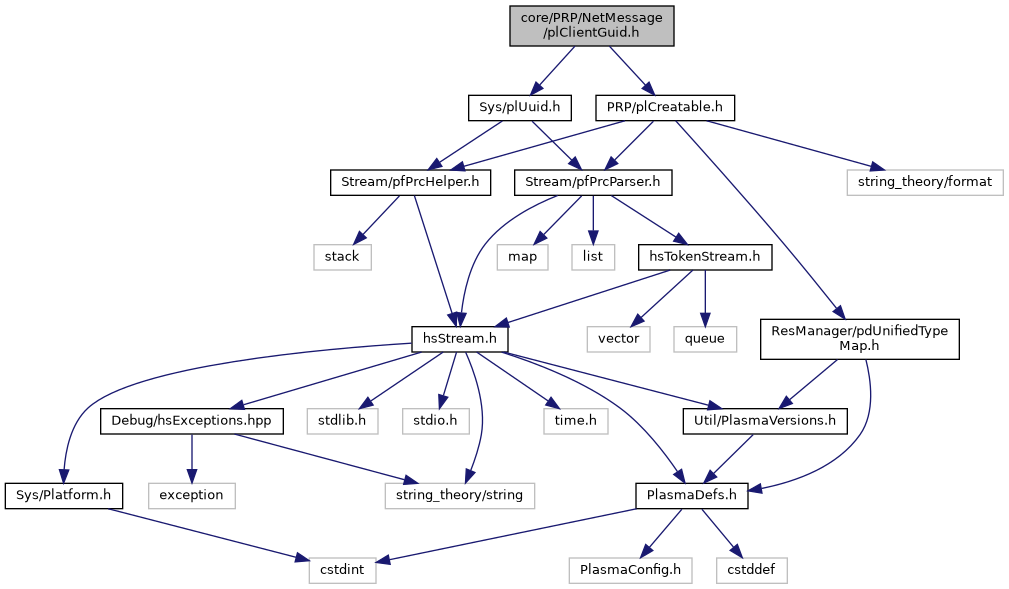 core/PRP/NetMessage
/plClientGuid.h
Sys/plUuid.h
PRP/plCreatable.h
Stream/pfPrcHelper.h
Stream/pfPrcParser.h
string_theory/format
stack
map
list
hsTokenStream.h
hsStream.h
vector
queue
ResManager/pdUnifiedType
Map.h
Debug/hsExceptions.hpp
stdlib.h
stdio.h
time.h
Util/PlasmaVersions.h
Sys/Platform.h
exception
string_theory/string
PlasmaDefs.h
cstdint
PlasmaConfig.h
cstddef